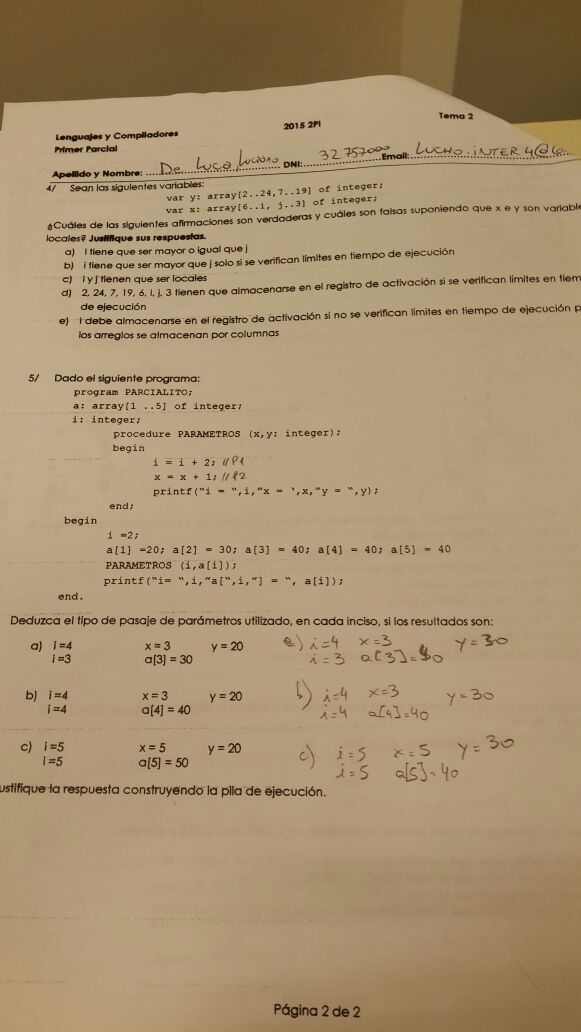 Lenguajes y Compiladores 2015 2PI Tema 2
Primer Parcial
Apellido y Nombre: De Luca Luciano DNI: 32 757000 Email: LUCHO.INTER4@
4/ Sean las siguientes variables:
var y: array[2..24,7..19] of integer;
var x: array[6..i, j..3] of integer;
¿Cuáles de las siguientes afirmaciones son verdaderas y cuáles son falsas suponiendo que x e y son variable
locales? Justifique sus respuestas.
a) i tiene que ser mayor o igual que j
b) i tiene que ser mayor que j solo si se verifican límites en tiempo de ejecución
c) i y j tienen que ser locales
d) 2, 24, 7, 19, 6, i, j, 3 tienen que almacenarse en el registro de activación si se verifican límites en tiem
de ejecución
e) i debe almacenarse en el registro de activación si no se verifican límites en tiempo de ejecución p
los arreglos se almacenan por columnas
5/ Dado el siguiente programa:
program PARCIALITO;
a: array[1 ..5] of integer;
i: integer;
procedure PARAMETROS (x,y: integer);
begin
i = i + 2; //P1
x = x + 1; //P2
printf("i = ",i,"x = ',x,"y = ",y);
end;
begin
i =2;
a[1] =20; a[2] = 30; a[3] = 40; a[4] = 40; a[5] = 40
PARAMETROS (i,a[i]);
printf("i= ",i,"a[",i,"] = ", a[i]);
end.
Deduzca el tipo de pasaje de parámetros utilizado, en cada inciso, si los resultados son:
a) i=4 x=3 y=20 a) i=4 x=3 y=30
i=3 a[3]=30 i=3 a[3]=40
b) i=4 x=3 y=20 b) i=4 x=3 y=30
i=4 a[4]=40 i=4 a[4]=40
c) i=5 x=5 y=20 c) i=5 x=5 y=30
i=5 a[5]=50 i=5 a[5]=40
ustifique la respuesta construyendo la pila de ejecución.
Página 2 de 2